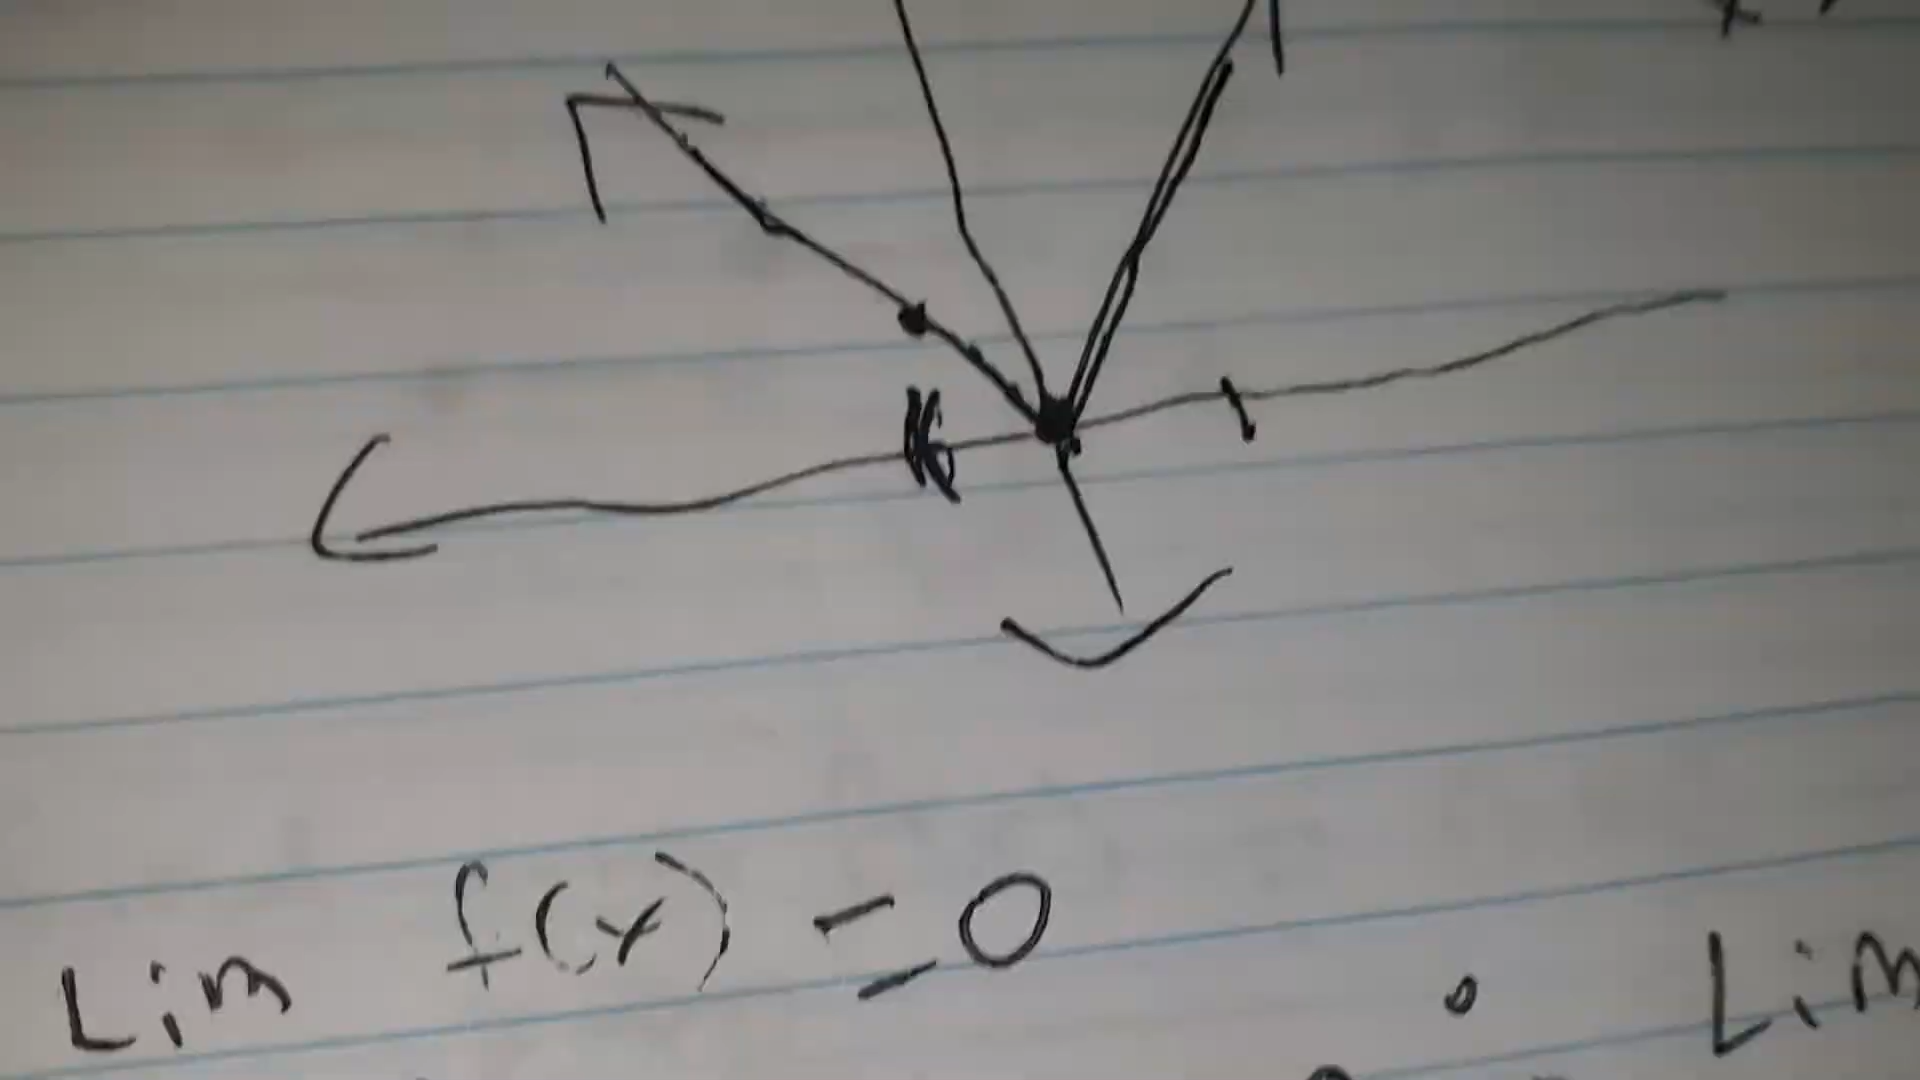 x
Lim f(x) = 0 . Lim